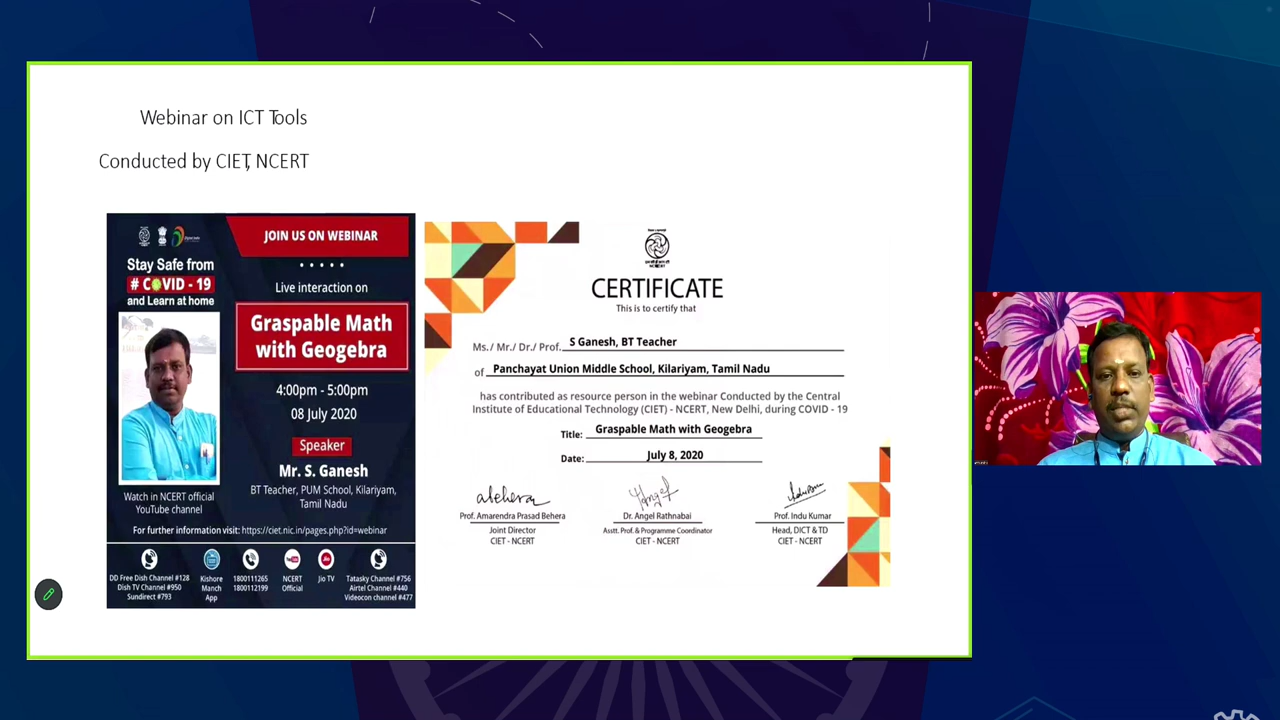 Webinar on ICT Tools
Conducted by CIET, NCERT
JOIN US ON WEBINAR
Stay Safe from
# COVID - 19
and Learn at home
Live interaction on
Graspable Math
with Geogebra
4:00pm - 5:00pm
08 July 2020
Speaker
Mr. S. Ganesh
BT Teacher, PUM School, Kilariyam,
Tamil Nadu
Watch in NCERT official
YouTube channel
For further information visit: https://ciet.nic.in/pages.php?id=webinar
DD Free Dish Channel #128
Dish TV Channel #950
Sundirect #793
Kishore
Manch
App
1800111265
1800112199
NCERT
Official
Jio TV
Tatasky Channel #756
Airtel Channel #440
Videocon channel #477
CERTIFICATE
This is to certify that
Ms./ Mr./ Dr./ Prof. S Ganesh, BT Teacher
of Panchayat Union Middle School, Kilariyam, Tamil Nadu
has contributed as resource person in the webinar Conducted by the Central
Institute of Educational Technology (CIET) - NCERT, New Delhi, during COVID - 19
Title: Graspable Math with Geogebra
Date: July 8, 2020
Prof. Amarendra Prasad Behera
Joint Director
CIET - NCERT
Dr. Angel Rathnabai
Asstt. Prof. & Programme Coordinator
CIET - NCERT
Prof. Indu Kumar
Head, DICT & TD
CIET - NCERT